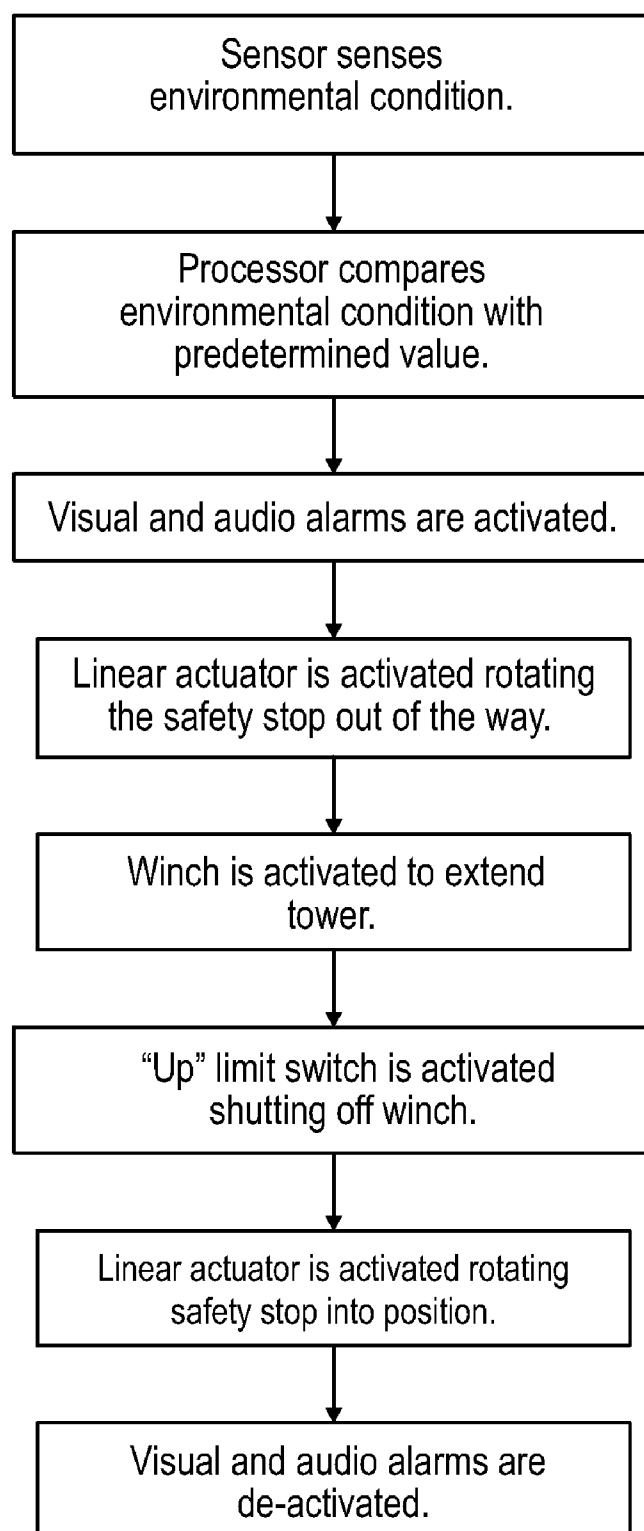 Sensor senses
environmental condition.
Processor compares
environmental condition with
predetermined value.
Visual and audio alarms are activated.
Linear actuator is activated rotating
the safety stop out of the way.
Winch is activated to extend
tower.
“Up” limit switch is activated
shutting off winch.
Linear actuator is activated rotating
safety stop into position.
Visual and audio alarms are
de-activated.